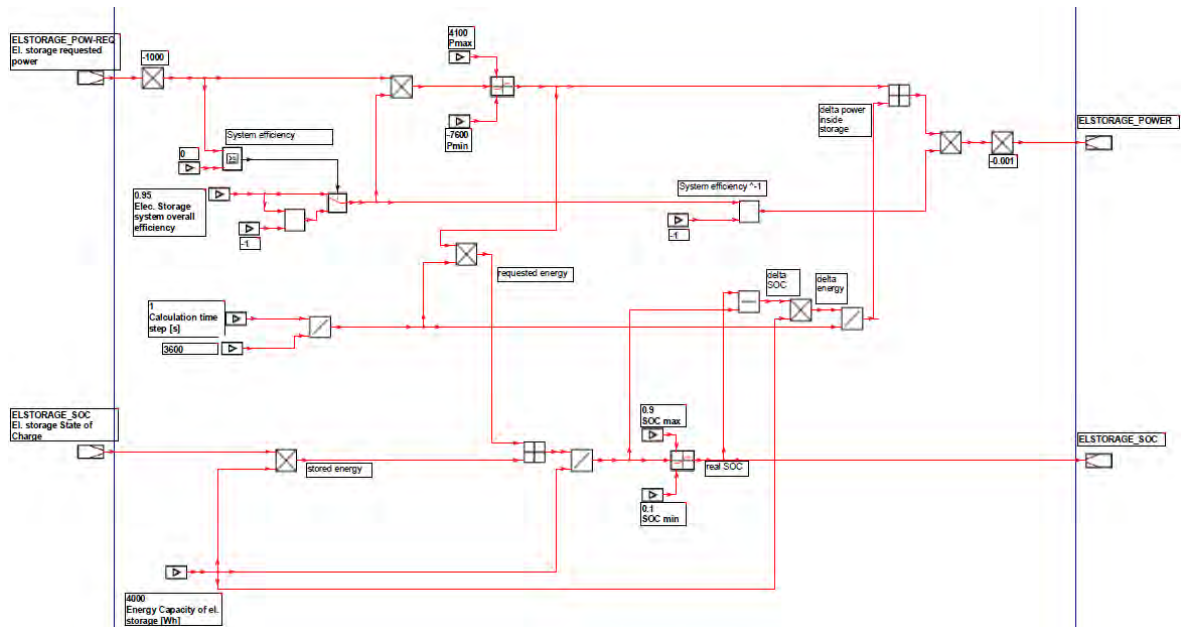 ELSTORAGE_POW-REQ
El. storage requested
power
-1000
4100
Pmax
-7600
Pmin
System efficiency
0
0.95
Elec. Storage
system overall
efficiency
-1
delta power
inside
storage
ELSTORAGE_POWER
-0.001
System efficiency ^-1
-1
requested energy
delta
SOC
delta
energy
1
Calculation time
step [s]
3600
ELSTORAGE_SOC
El. storage State of
Charge
stored energy
0.9
SOC max
real SOC
0.1
SOC min
ELSTORAGE_SOC
4000
Energy Capacity of el.
storage [Wh]